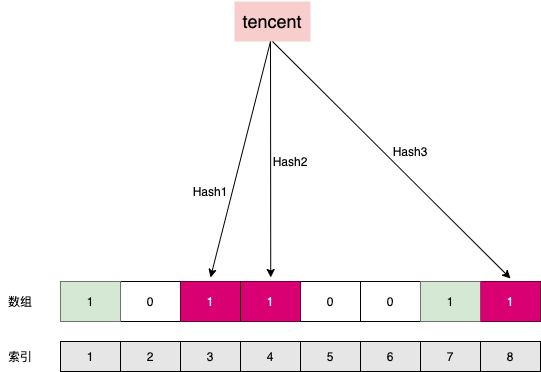 tencent
Hash1
Hash2
Hash3
数组 1 0 1 1 0 0 1 1
索引 1 2 3 4 5 6 7 8